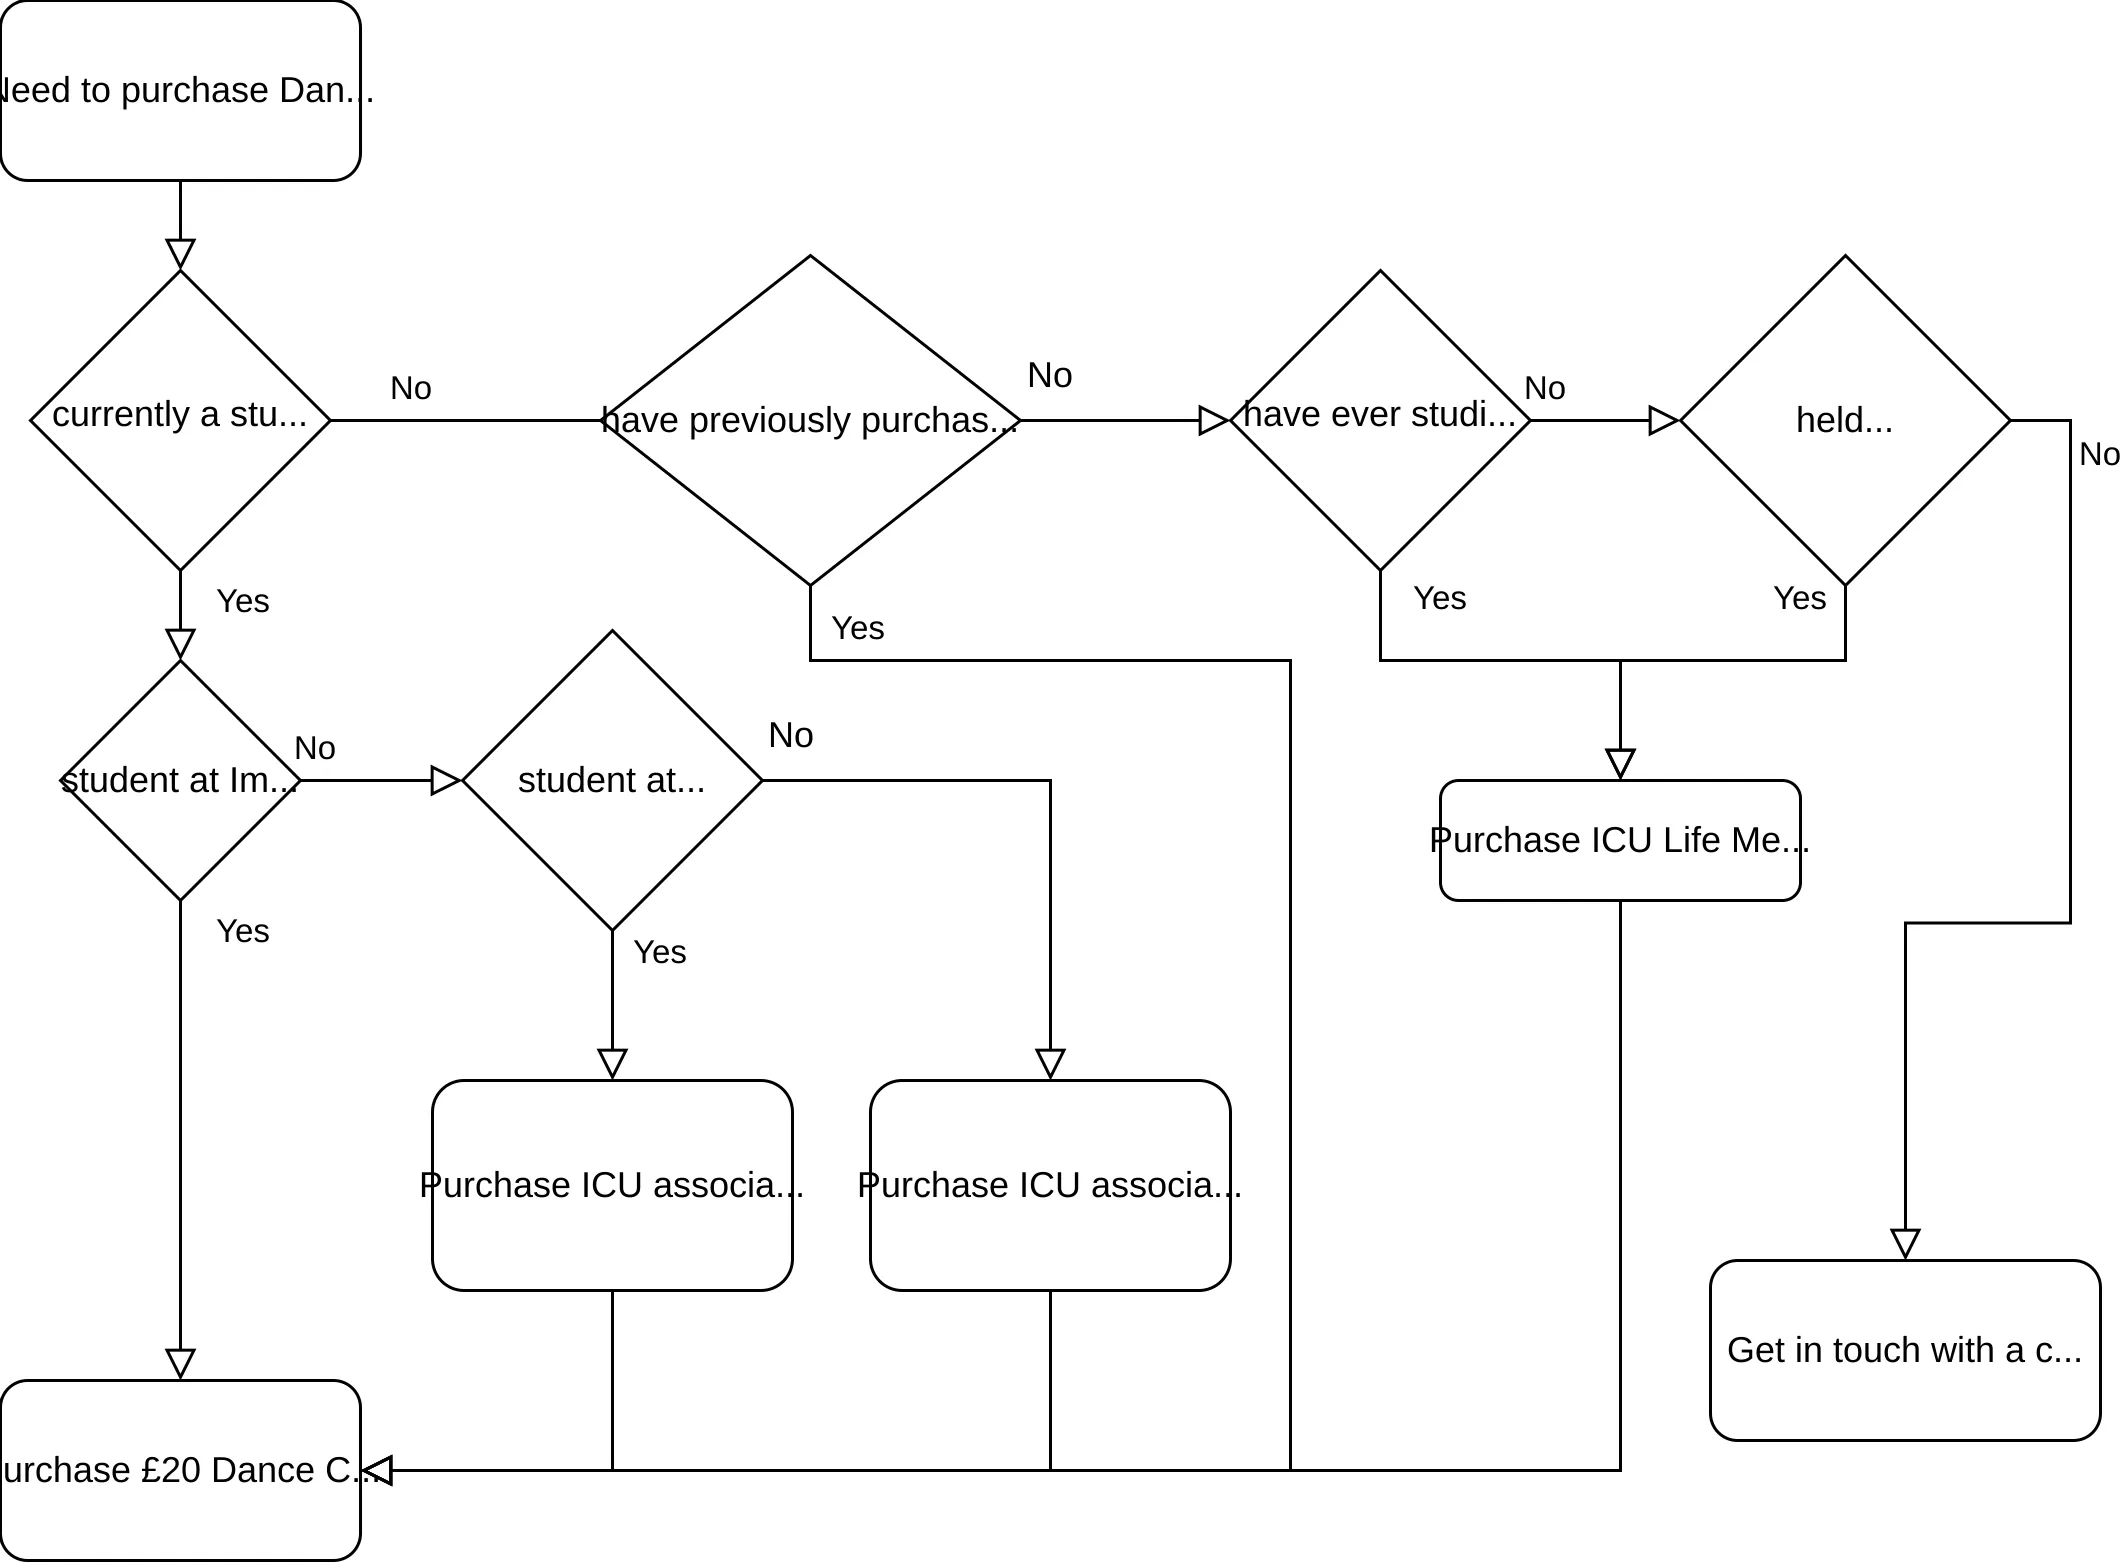 Need to purchase Dan...
No
No
No
currently a stu...
have previously purchas...
have ever studi...
held...
No
Yes
Yes
Yes
Yes
No
No
student at Im...
student at...
Purchase ICU Life Me...
Yes
Yes
Purchase ICU associa...
Purchase ICU associa...
Get in touch with a c...
urchase £20 Dance C...